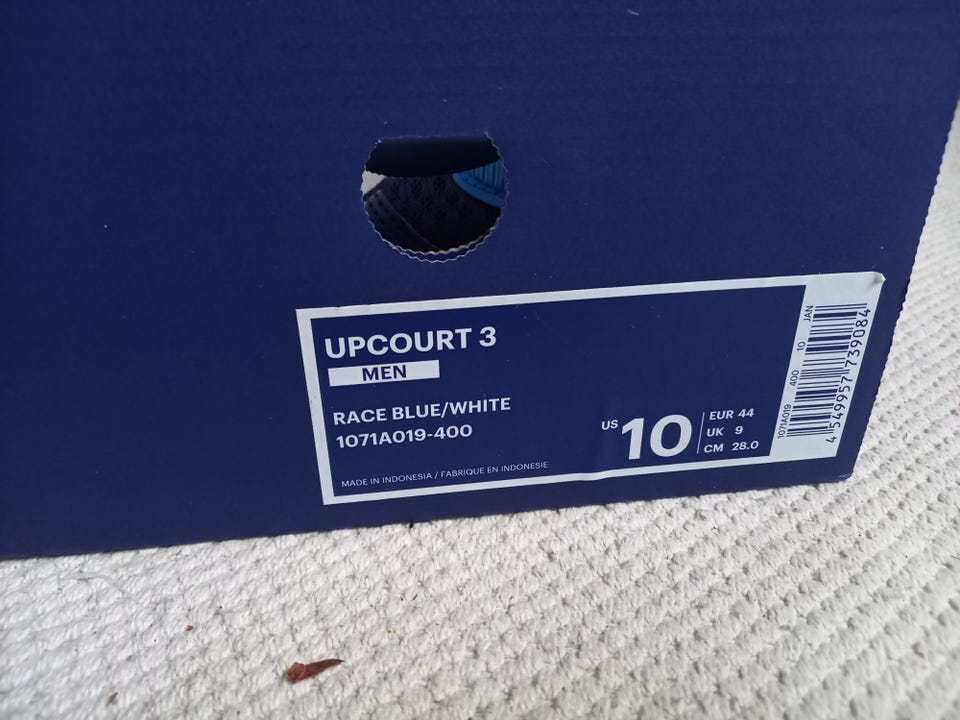 UPCOURT 3
MEN
RACE BLUE/WHITE
1071A019-400
MADE IN INDONESIA / FABRIQUE EN INDONESIE
US 10
EUR 44
UK 9
CM 28.0
1071A019 400 10 JAN
4 549957 739084